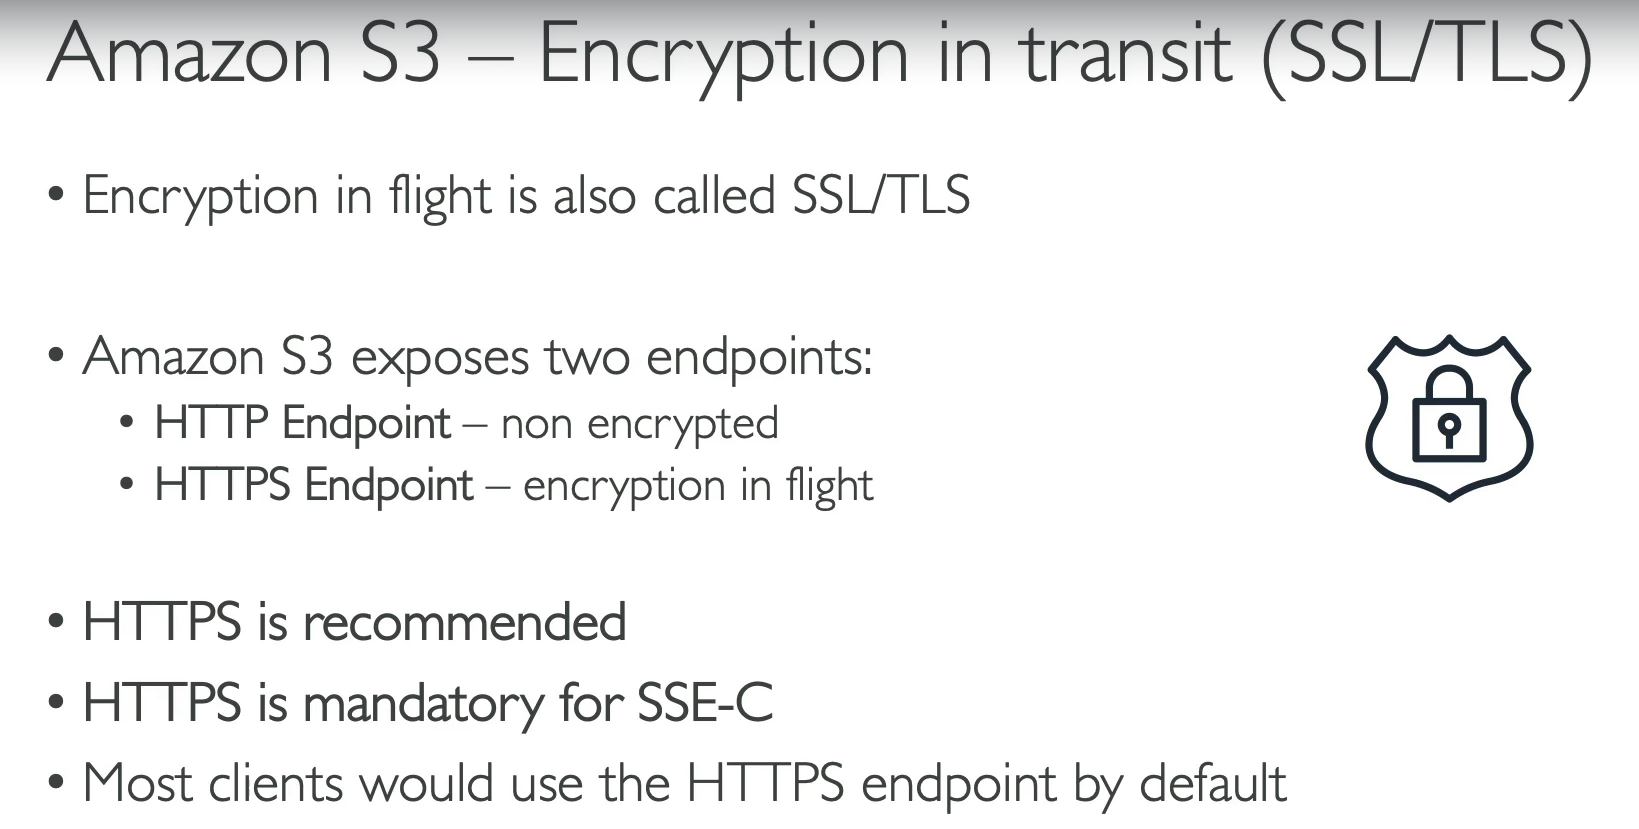 Amazon S3 – Encryption in transit (SSL/TLS)
• Encryption in flight is also called SSL/TLS
• Amazon S3 exposes two endpoints:
• HTTP Endpoint – non encrypted
• HTTPS Endpoint – encryption in flight
• HTTPS is recommended
• HTTPS is mandatory for SSE-C
• Most clients would use the HTTPS endpoint by default